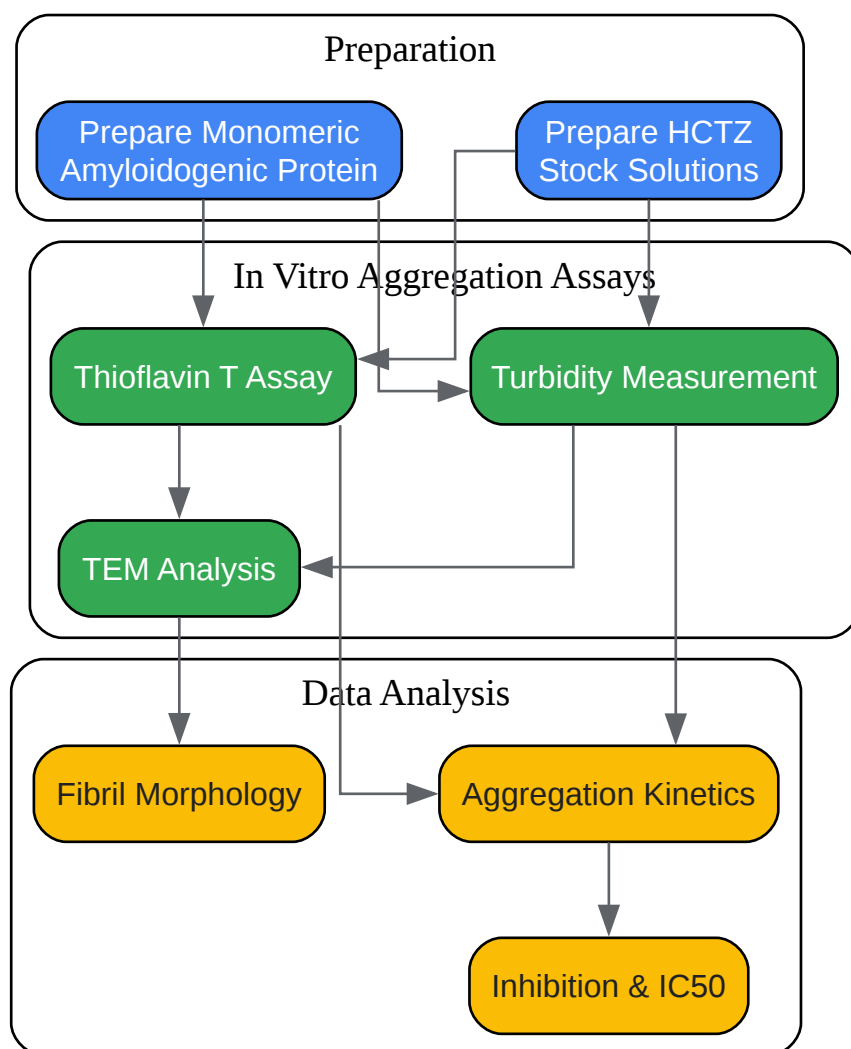 Preparation
Prepare Monomeric
Amyloidogenic Protein
Prepare HCTZ
Stock Solutions
In Vitro Aggregation Assays
Thioflavin T Assay
Turbidity Measurement
TEM Analysis
Data Analysis
Fibril Morphology
Aggregation Kinetics
Inhibition & IC50